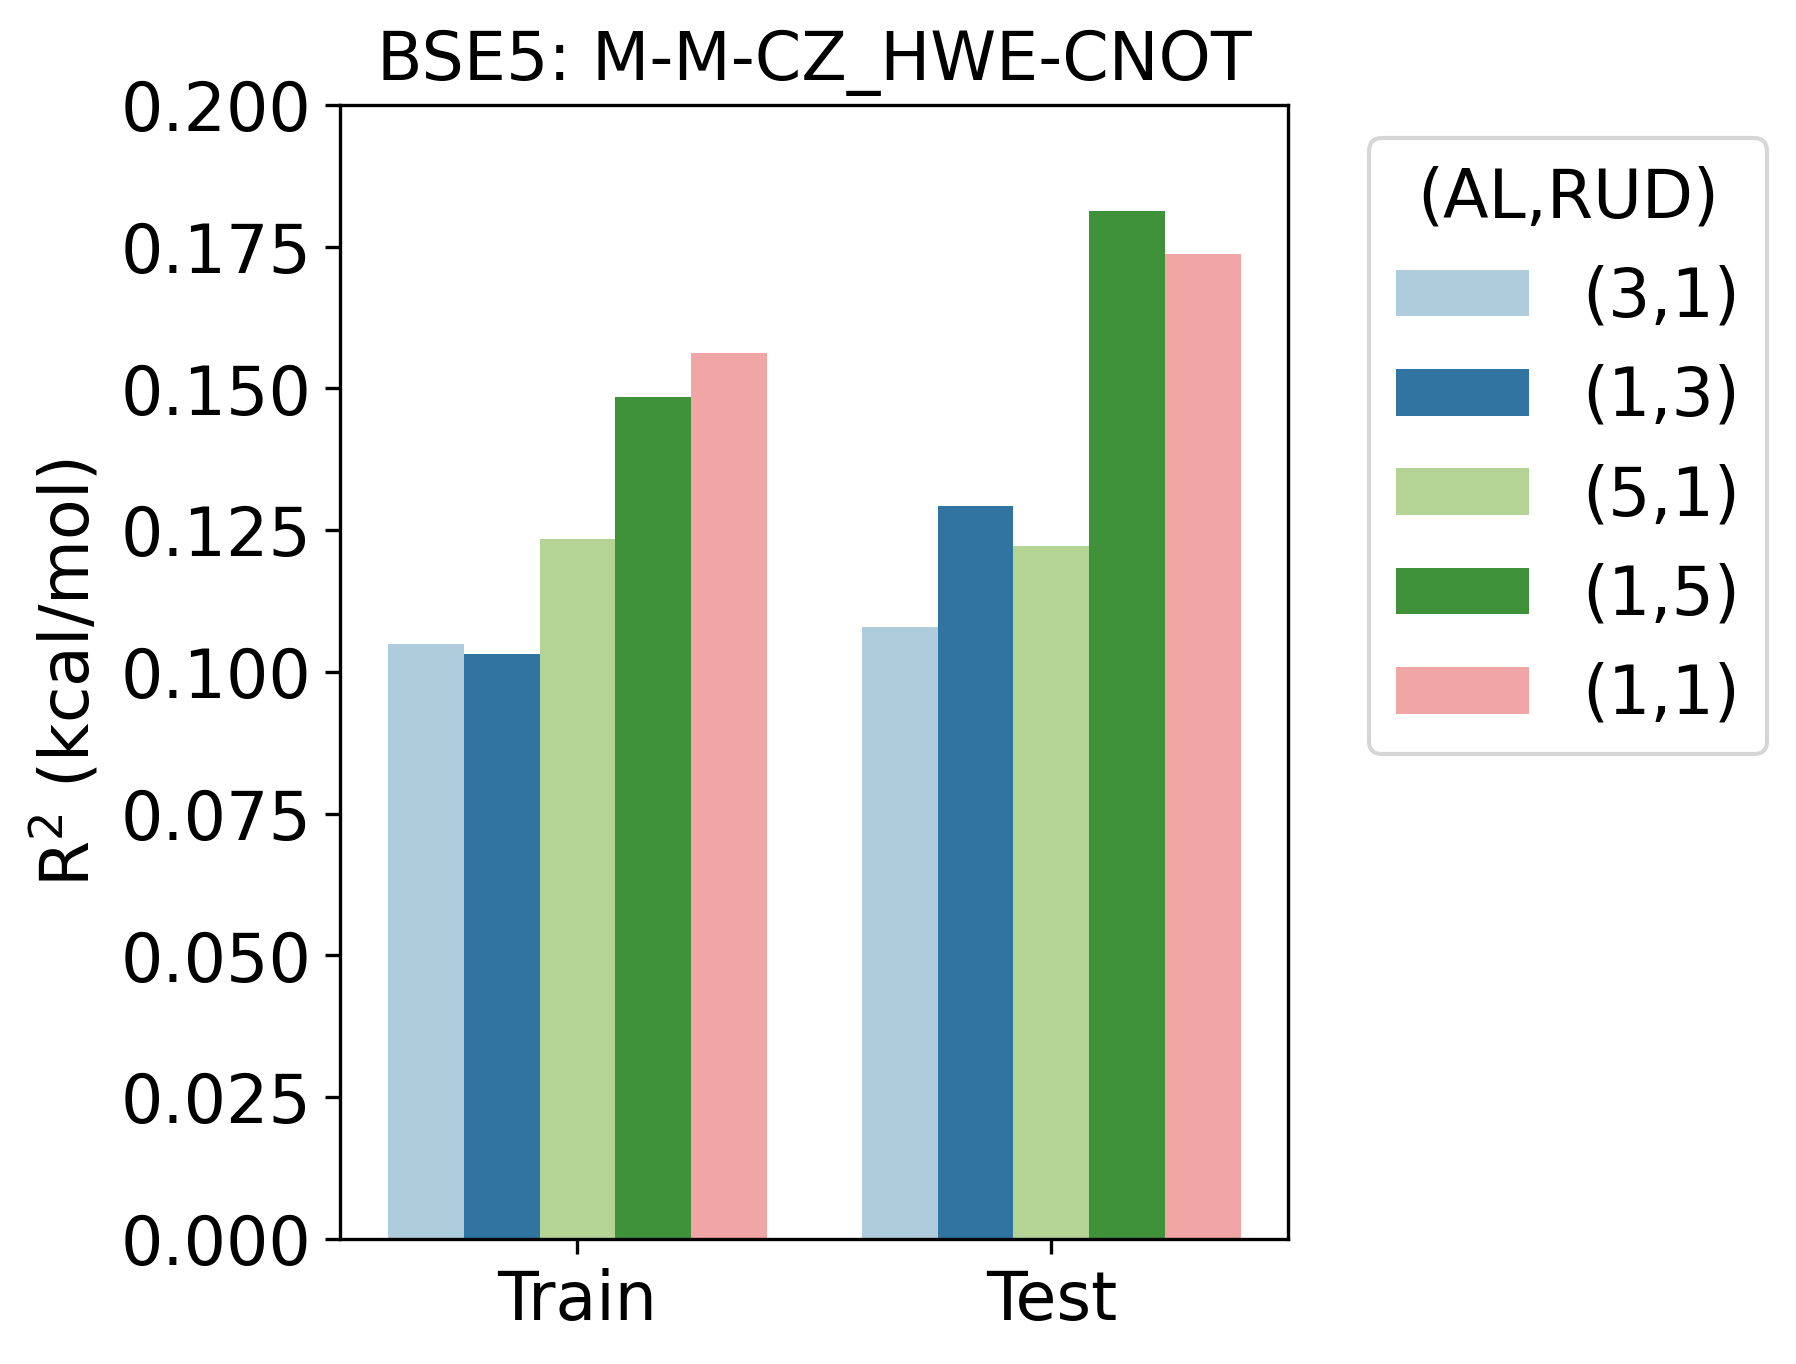 BSE5: M-M-CZ_HWE-CNOT
R² (kcal/mol)
0.200
0.175
0.150
0.125
0.100
0.075
0.050
0.025
0.000
Train
Test
(AL,RUD)
(3,1)
(1,3)
(5,1)
(1,5)
(1,1)